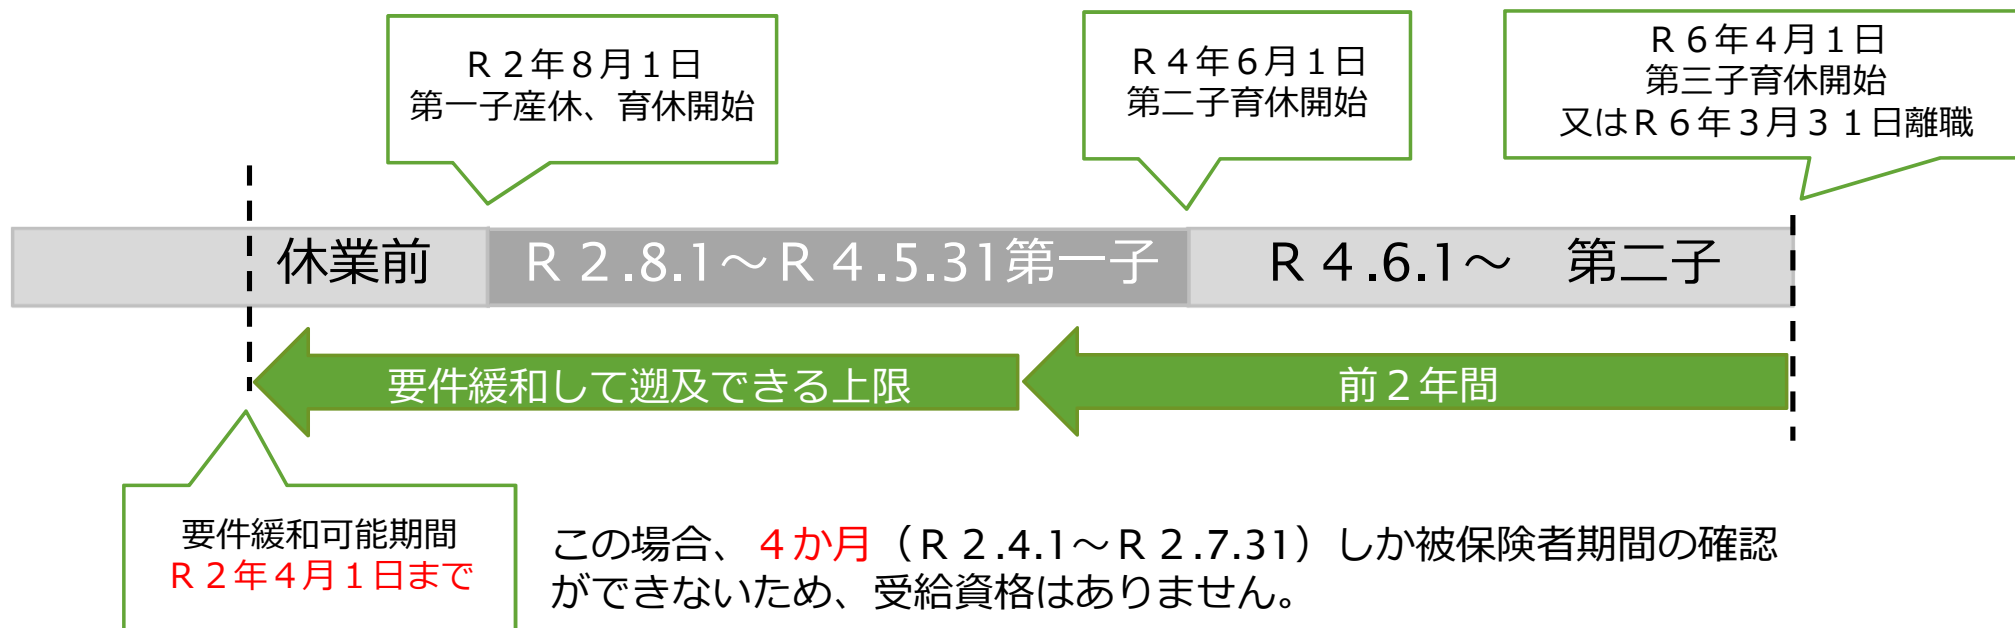 Ｒ２年８月１日
第一子産休、育休開始
Ｒ４年６月１日
第二子育休開始
Ｒ６年４月１日
第三子育休開始
又はＲ６年３月３１日離職
休業前
Ｒ２.8.1～Ｒ４.5.31第一子
Ｒ４.6.1～　第二子
要件緩和して遡及できる上限
前２年間
要件緩和可能期間
Ｒ２年４月１日まで
この場合、４か月（Ｒ２.4.1～Ｒ２.7.31）しか被保険者期間の確認
ができないため、受給資格はありません。